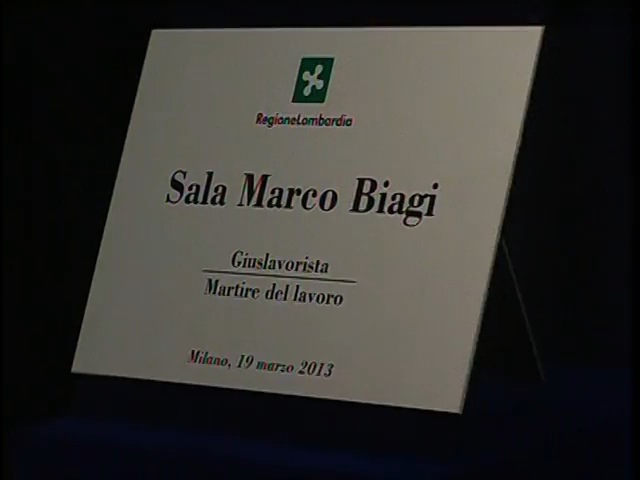 RegioneLombardia
Sala Marco Biagi
Giuslavorista
Martire del lavoro
Milano, 19 marzo 2013